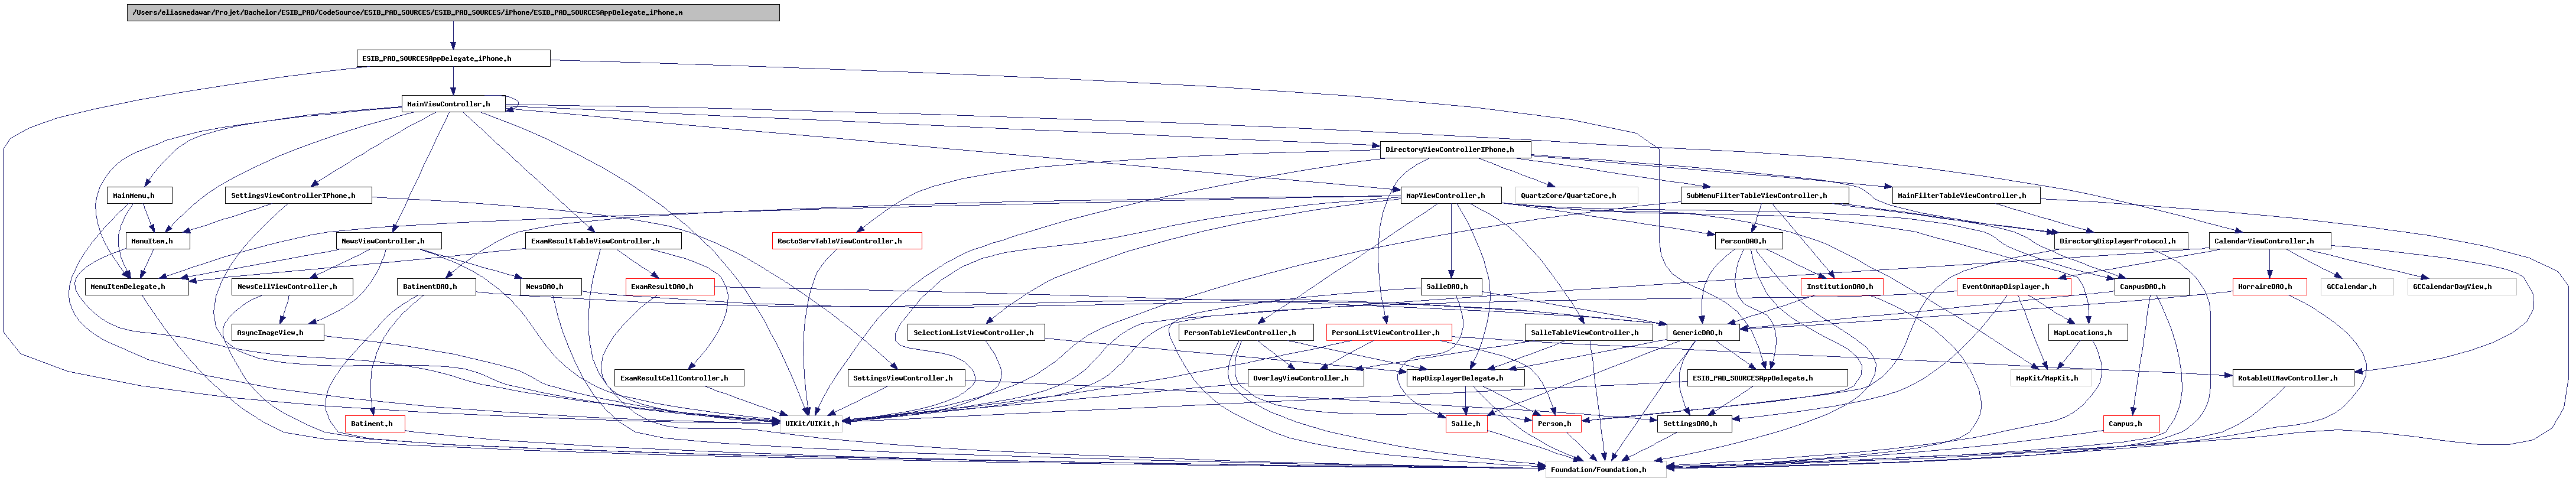 /Users/eliasmedawar/Projet/Bachelor/ESIB_PAD/CodeSource/ESIB_PAD_SOURCES/ESIB_PAD_SOURCES/iPhone/ESIB_PAD_SOURCESAppDelegate_iPhone.m
ESIB_PAD_SOURCESAppDelegate_iPhone.h
MainViewController.h
DirectoryViewControllerIPhone.h
MainMenu.h
SettingsViewControllerIPhone.h
MapViewController.h
QuartzCore/QuartzCore.h
SubMenuFilterTableViewController.h
MainFilterTableViewController.h
MenuItem.h
NewsViewController.h
ExamResultTableViewController.h
RectoServTableViewController.h
PersonDAO.h
DirectoryDisplayerProtocol.h
CalendarViewController.h
MenuItemDelegate.h
NewsCellViewController.h
BatimentDAO.h
NewsDAO.h
ExamResultDAO.h
SalleDAO.h
InstitutionDAO.h
EventOnMapDisplayer.h
CampusDAO.h
HorraireDAO.h
GCCalendar.h
GCCalendarDayView.h
AsyncImageView.h
SelectionListViewController.h
PersonTableViewController.h
PersonListViewController.h
SalleTableViewController.h
GenericDAO.h
MapLocations.h
ExamResultCellController.h
SettingsViewController.h
OverlayViewController.h
MapDisplayerDelegate.h
ESIB_PAD_SOURCESAppDelegate.h
MapKit/MapKit.h
RotableUINavController.h
Batiment.h
UIKit/UIKit.h
Salle.h
Person.h
SettingsDAO.h
Campus.h
Foundation/Foundation.h